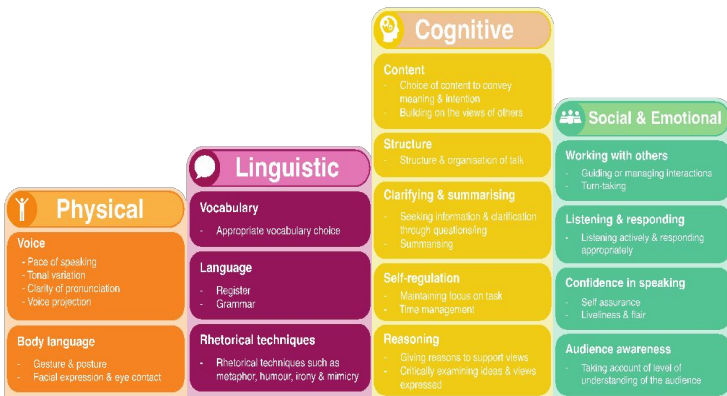 Physical
Voice
- Pace of speaking
- Tonal variation
- Clarity of pronunciation
- Voice projection
Body language
- Gesture & posture
- Facial expression & eye contact
Linguistic
Vocabulary
- Appropriate vocabulary choice
Language
- Register
- Grammar
Rhetorical techniques
- Rhetorical techniques such as
metaphor, humour, irony & mimicry
Cognitive
Content
- Choice of content to convey
meaning & intention
- Building on the views of others
Structure
- Structure & organisation of talk
Clarifying & summarising
- Seeking information & clarification
through questions/ing
- Summarising
Self-regulation
- Maintaining focus on task
- Time management
Reasoning
- Giving reasons to support views
- Critically examining ideas & views
expressed
Social & Emotional
Working with others
- Guiding or managing interactions
- Turn-taking
Listening & responding
- Listening actively & responding
appropriately
Confidence in speaking
- Self assurance
- Liveliness & flair
Audience awareness
- Taking account of level of
understanding of the audience